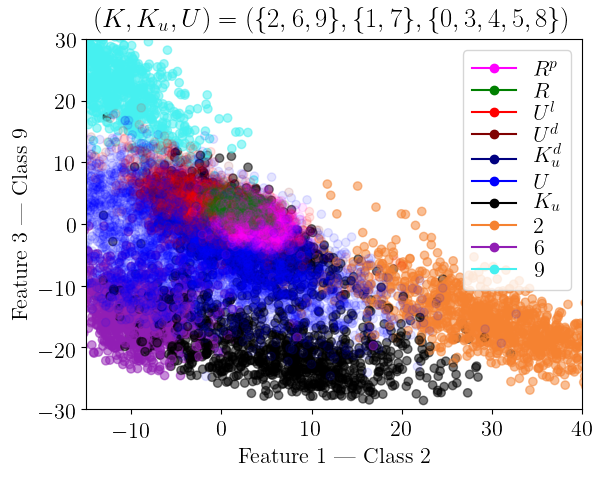 (K, K_u, U) = ({2, 6, 9}, {1, 7}, {0, 3, 4, 5, 8})
30
20
10
0
−10
−20
−30
Feature 3 — Class 9
R^p
R
U^l
U^d
K_u^d
U
K_u
2
6
9
−10
0
10
20
30
40
Feature 1 — Class 2